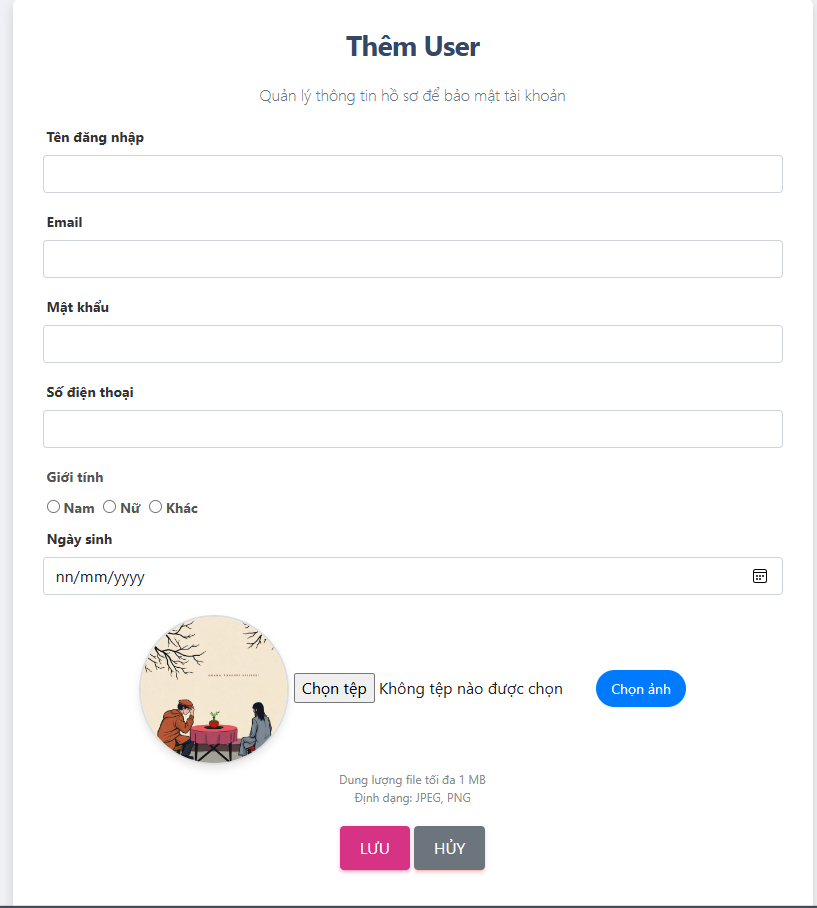 Thêm User
Quản lý thông tin hồ sơ để bảo mật tài khoản
Tên đăng nhập
Email
Mật khẩu
Số điện thoại
Giới tính
Nam Nữ Khác
Ngày sinh
nn/mm/yyyy
Chọn tệp Không tệp nào được chọn Chọn ảnh
Dung lượng file tối đa 1 MB
Định dạng: JPEG, PNG
LƯU HỦY